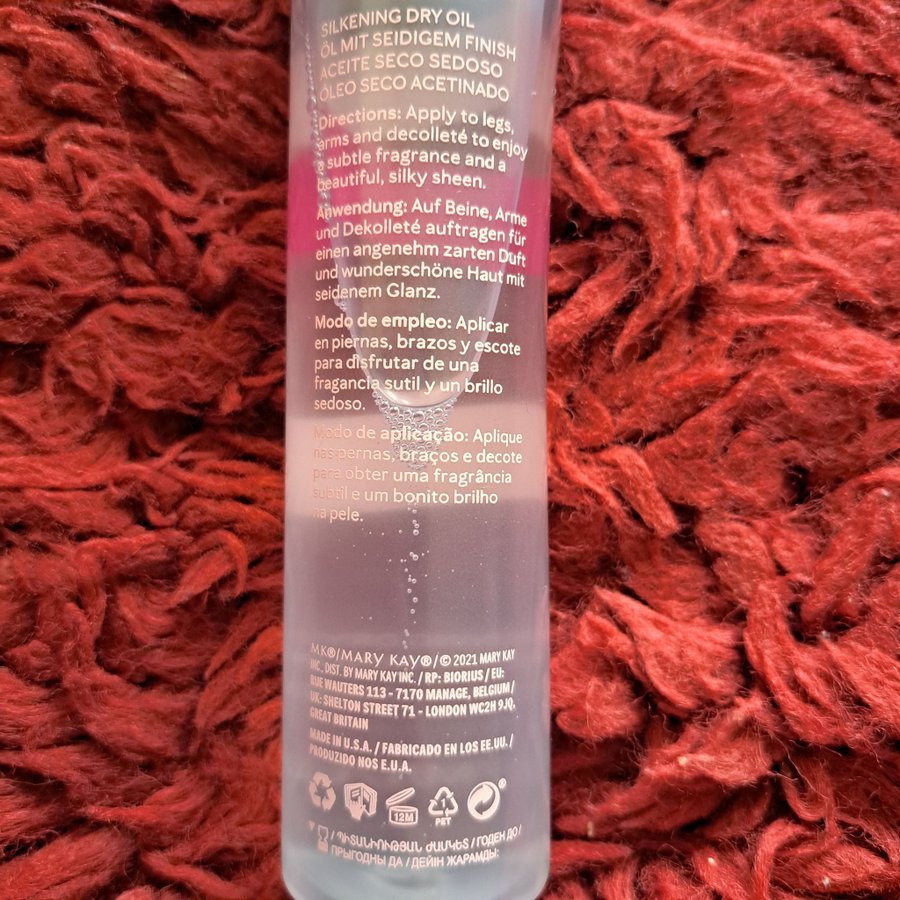 SILKENING DRY OIL
ÖL MIT SEIDIGEM FINISH
ACEITE SECO SEDOSO
ÓLEO SECO ACETINADO
Directions: Apply to legs,
arms and decolleté to enjoy
a subtle fragrance and a
beautiful, silky sheen.
Anwendung: Auf Beine, Arme
und Dekolleté auftragen für
einen angenehm zarten Duft
und wunderschöne Haut mit
seidenem Glanz.
Modo de empleo: Aplicar
en piernas, brazos y escote
para disfrutar de una
fragancia sutil y un brillo
sedoso.
Modo de aplicação: Aplique
nas pernas, braços e decote
para obter uma fragrância
subtil e um bonito brilho
na pele.
MK®/MARY KAY®/© 2021 MARY KAY
INC. DIST. BY MARY KAY INC. / RP: BIORIUS / EU:
RUE WAUTERS 113 - 7170 MANAGE, BELGIUM /
UK: SHELTON STREET 71 - LONDON WC2H 9JQ,
GREAT BRITAIN
MADE IN U.S.A. / FABRICADO EN LOS EE.UU. /
PRODUZIDO NOS E.U.A.
12M
1
PET
/ ՊԻՏԱՆԻՈՒԹՅԱՆ ԺԱՄԿԵՏ / ГОДЕН ДО /
ПРЫГОДНЫ ДА / ДЕЙІН ЖАРАМДЫ: